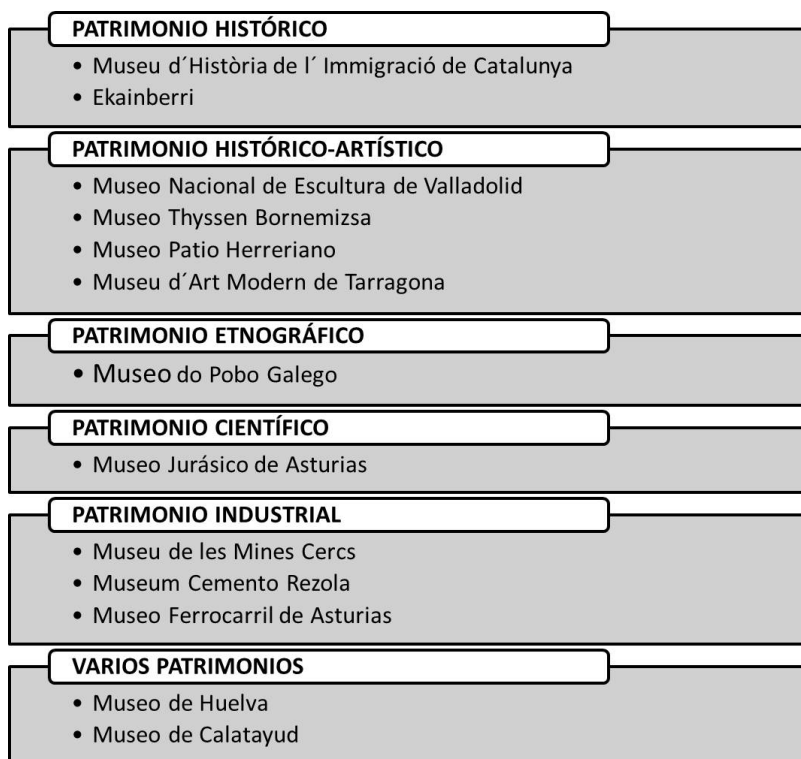 PATRIMONIO HISTÓRICO
• Museu d´Història de l´ Immigració de Catalunya
• Ekainberri
PATRIMONIO HISTÓRICO-ARTÍSTICO
• Museo Nacional de Escultura de Valladolid
• Museo Thyssen Bornemizsa
• Museo Patio Herreriano
• Museu d´Art Modern de Tarragona
PATRIMONIO ETNOGRÁFICO
• Museo do Pobo Galego
PATRIMONIO CIENTÍFICO
• Museo Jurásico de Asturias
PATRIMONIO INDUSTRIAL
• Museu de les Mines Cercs
• Museum Cemento Rezola
• Museo Ferrocarril de Asturias
VARIOS PATRIMONIOS
• Museo de Huelva
• Museo de Calatayud